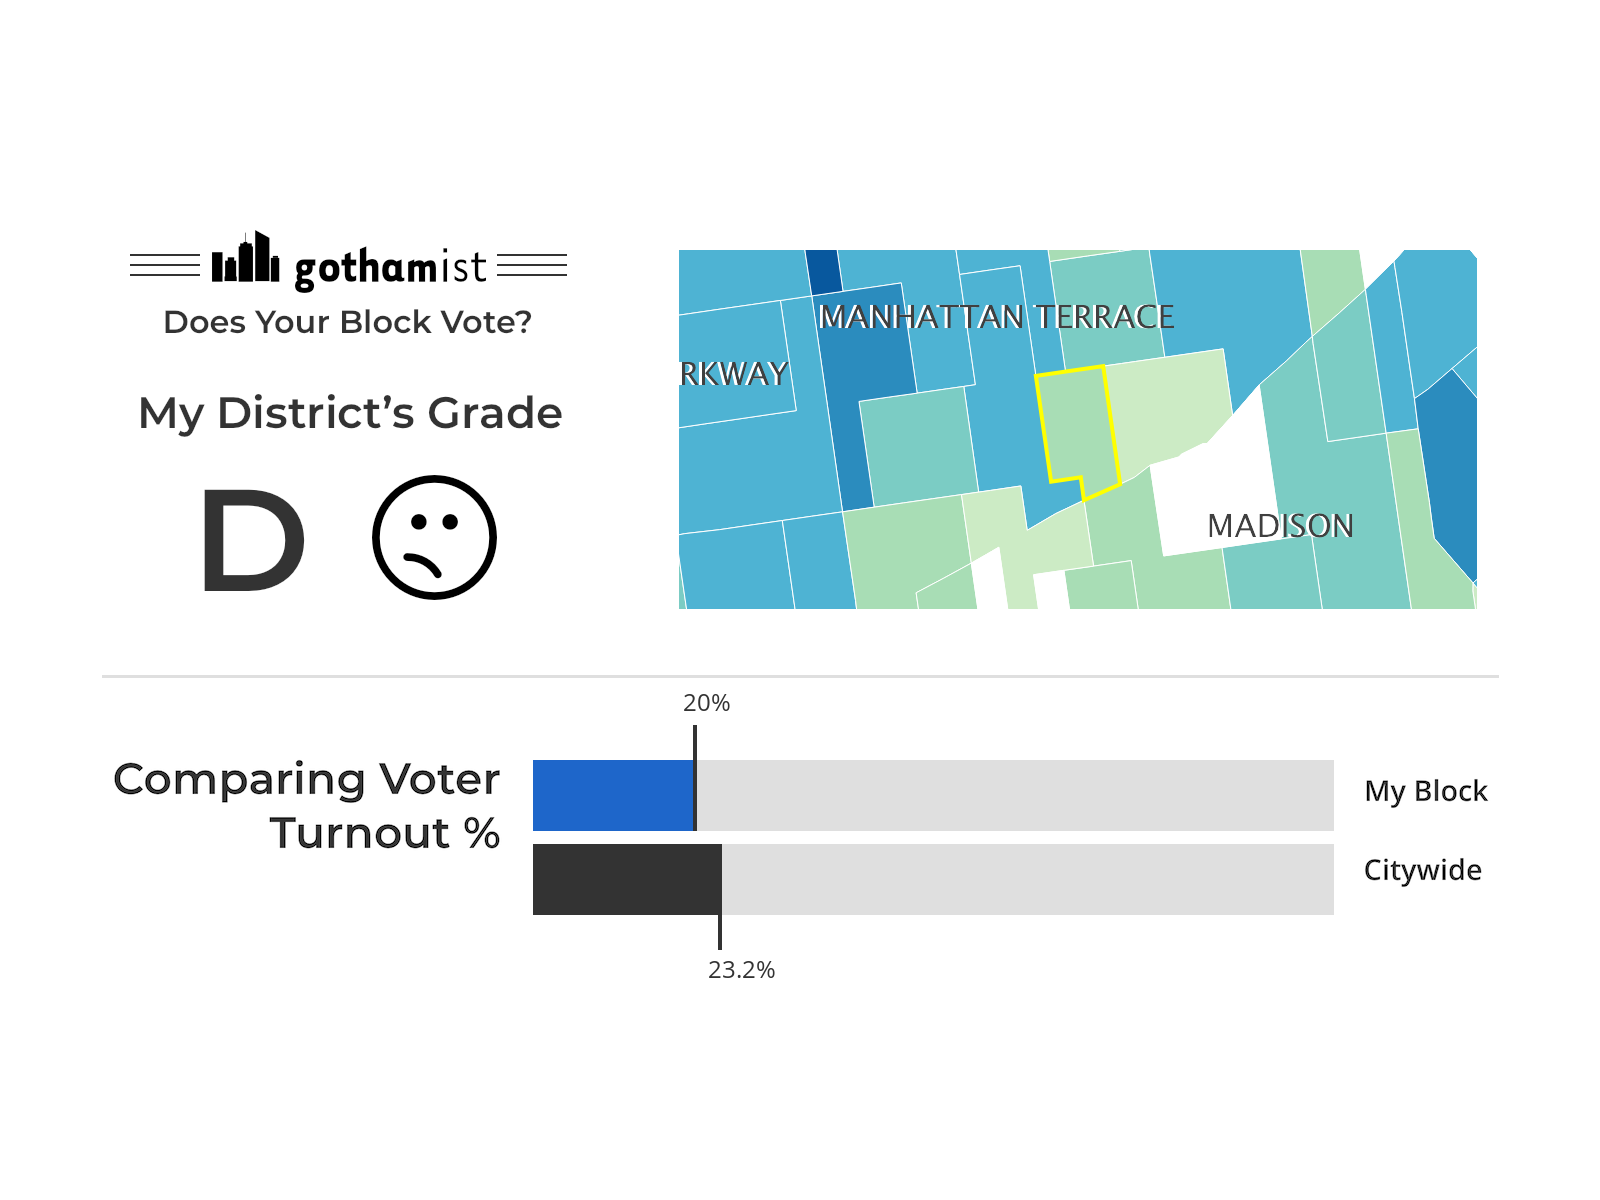 gothamist
Does Your Block Vote?
My District’s Grade
D
MANHATTAN TERRACE
RKWAY
MADISON
20%
Comparing Voter
Turnout %
My Block
Citywide
23.2%